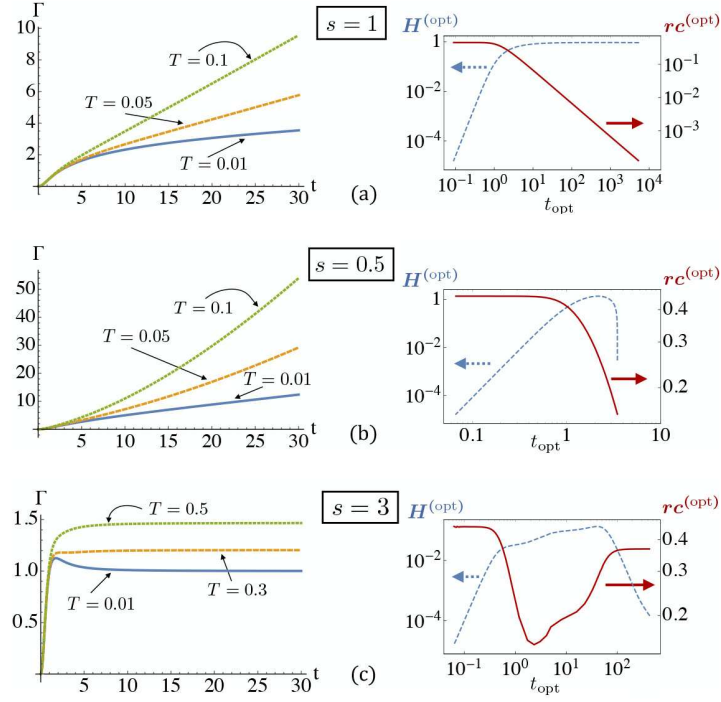 Γ
10
8
6
4
2
5 10 15 20 25 30 t
T = 0.1
T = 0.05
T = 0.01
(a)
s = 1
H^(opt)
rc^(opt)
1
10^-2
10^-4
10^-1
10^-2
10^-3
10^-1 10^0 10^1 10^2 10^3 10^4
t_opt
Γ
50
40
30
20
10
5 10 15 20 25 30 t
T = 0.1
T = 0.05
T = 0.01
(b)
s = 0.5
H^(opt)
rc^(opt)
1
10^-2
10^-4
0.4
0.3
0.2
0.1 1 10
t_opt
Γ
1.5
1.0
0.5
5 10 15 20 25 30 t
T = 0.5
T = 0.3
T = 0.01
(c)
s = 3
H^(opt)
rc^(opt)
10^-2
10^-4
0.4
0.3
0.2
10^-1 10^0 10^1 10^2
t_opt